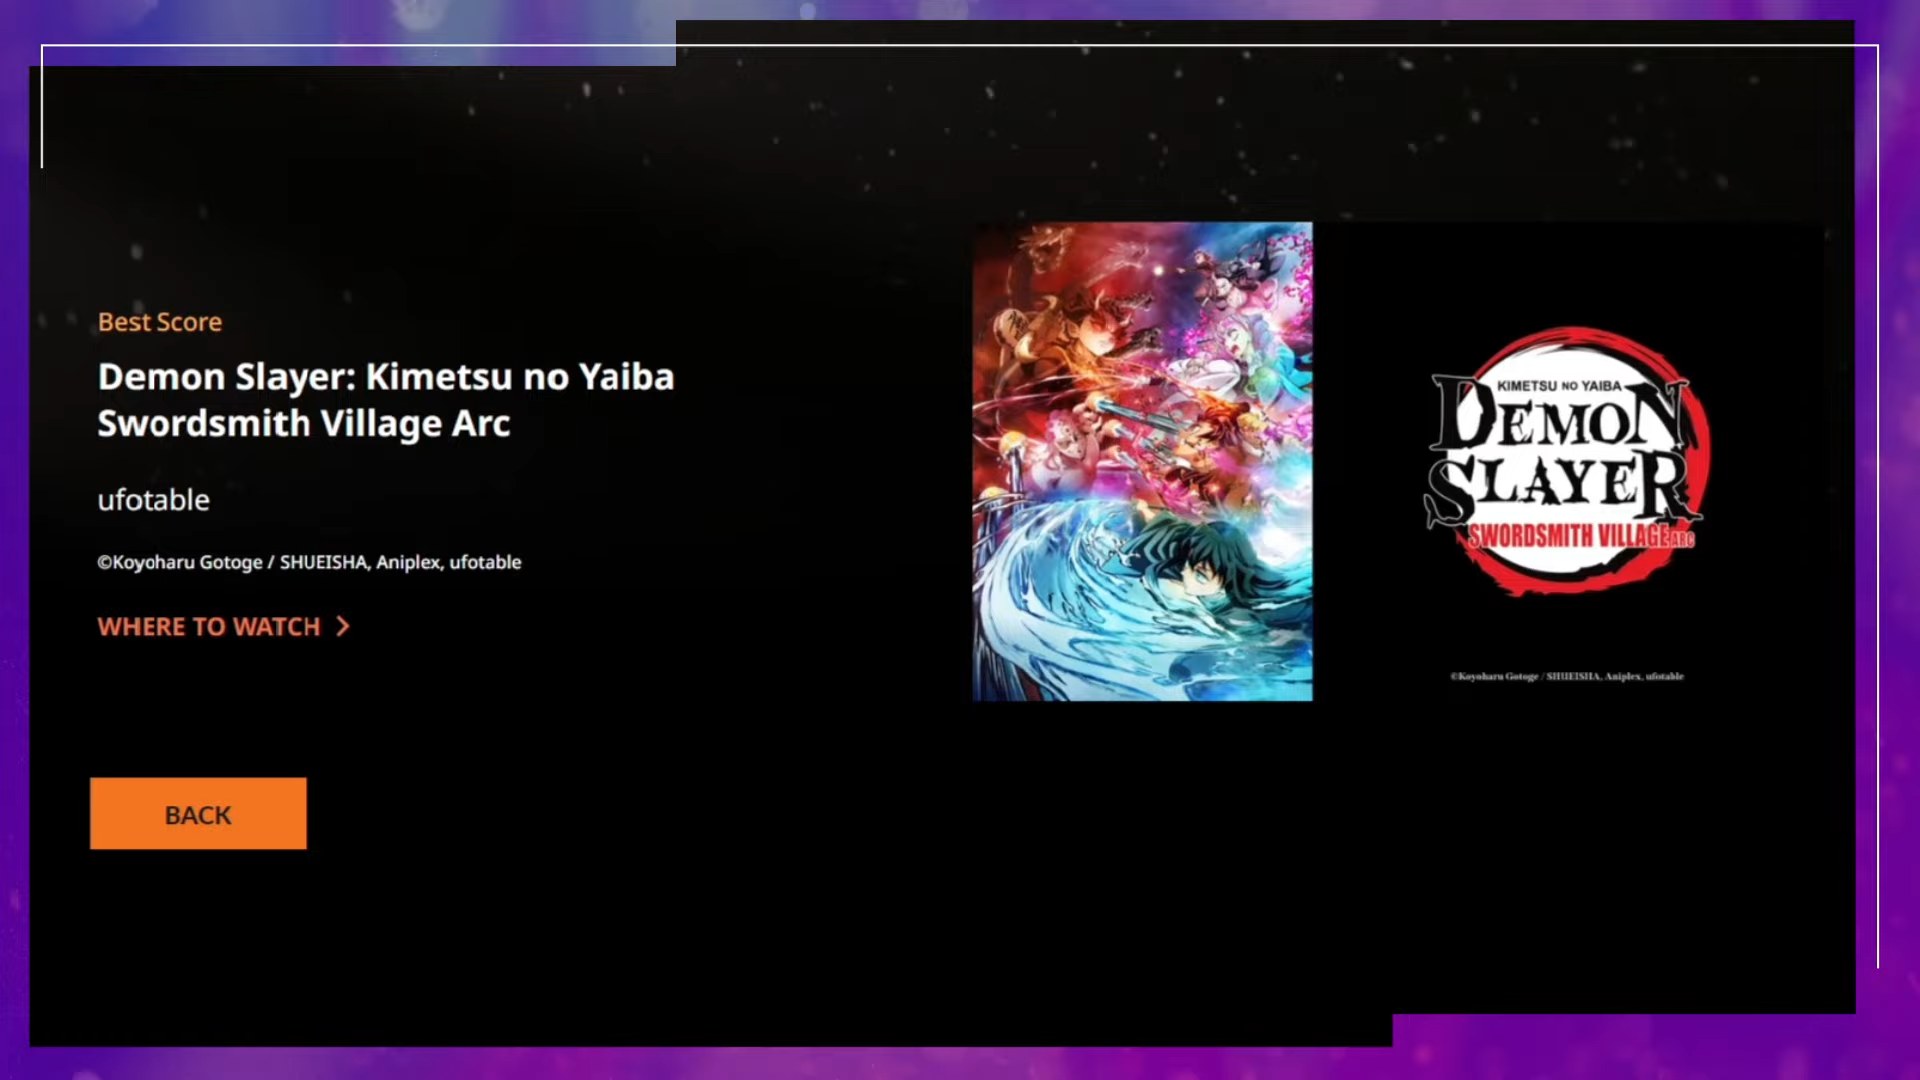 Best Score
Demon Slayer: Kimetsu no Yaiba
Swordsmith Village Arc
ufotable
©Koyoharu Gotoge / SHUEISHA, Aniplex, ufotable
WHERE TO WATCH
BACK
KIMETSU NO YAIBA
DEMON
SLAYER
SWORDSMITH VILLAGE ARC
©Koyoharu Gotoge / SHUEISHA, Aniplex, ufotable